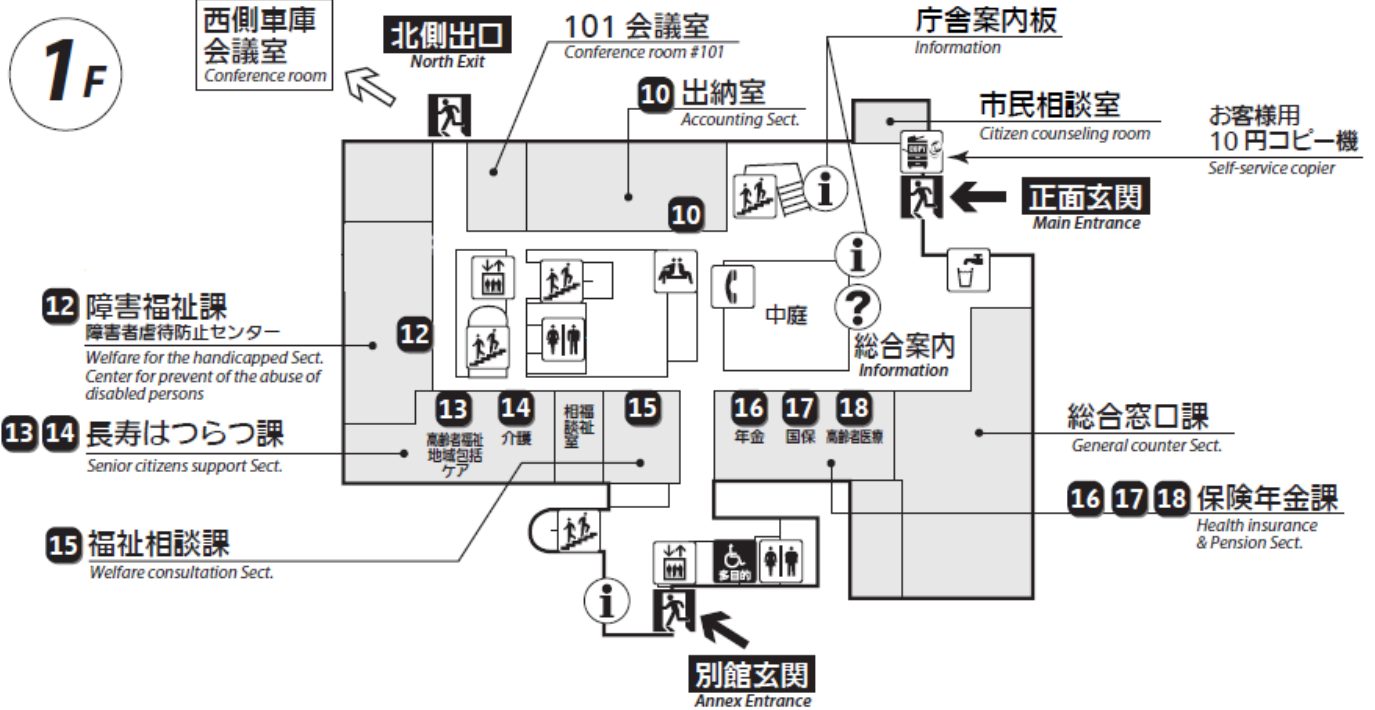 1F
西側車庫
会議室
Conference room
北側出口
North Exit
101 会議室
Conference room #101
10 出納室
Accounting Sect.
庁舎案内板
Information
市民相談室
Citizen counseling room
お客様用
10 円コピー機
Self-service copier
COPY
正面玄関
Main Entrance
10
i
i
?
中庭
総合案内
Information
12 障害福祉課
障害者虐待防止センター
Welfare for the handicapped Sect.
Center for prevent of the abuse of
disabled persons
12
13 14 長寿はつらつ課
Senior citizens support Sect.
13
高齢者福祉
地域包括
ケア
14
介護
福祉
相談室
15
16
年金
17
国保
18
高齢者医療
総合窓口課
General counter Sect.
16 17 18 保険年金課
Health insurance
& Pension Sect.
15 福祉相談課
Welfare consultation Sect.
多目的
i
別館玄関
Annex Entrance